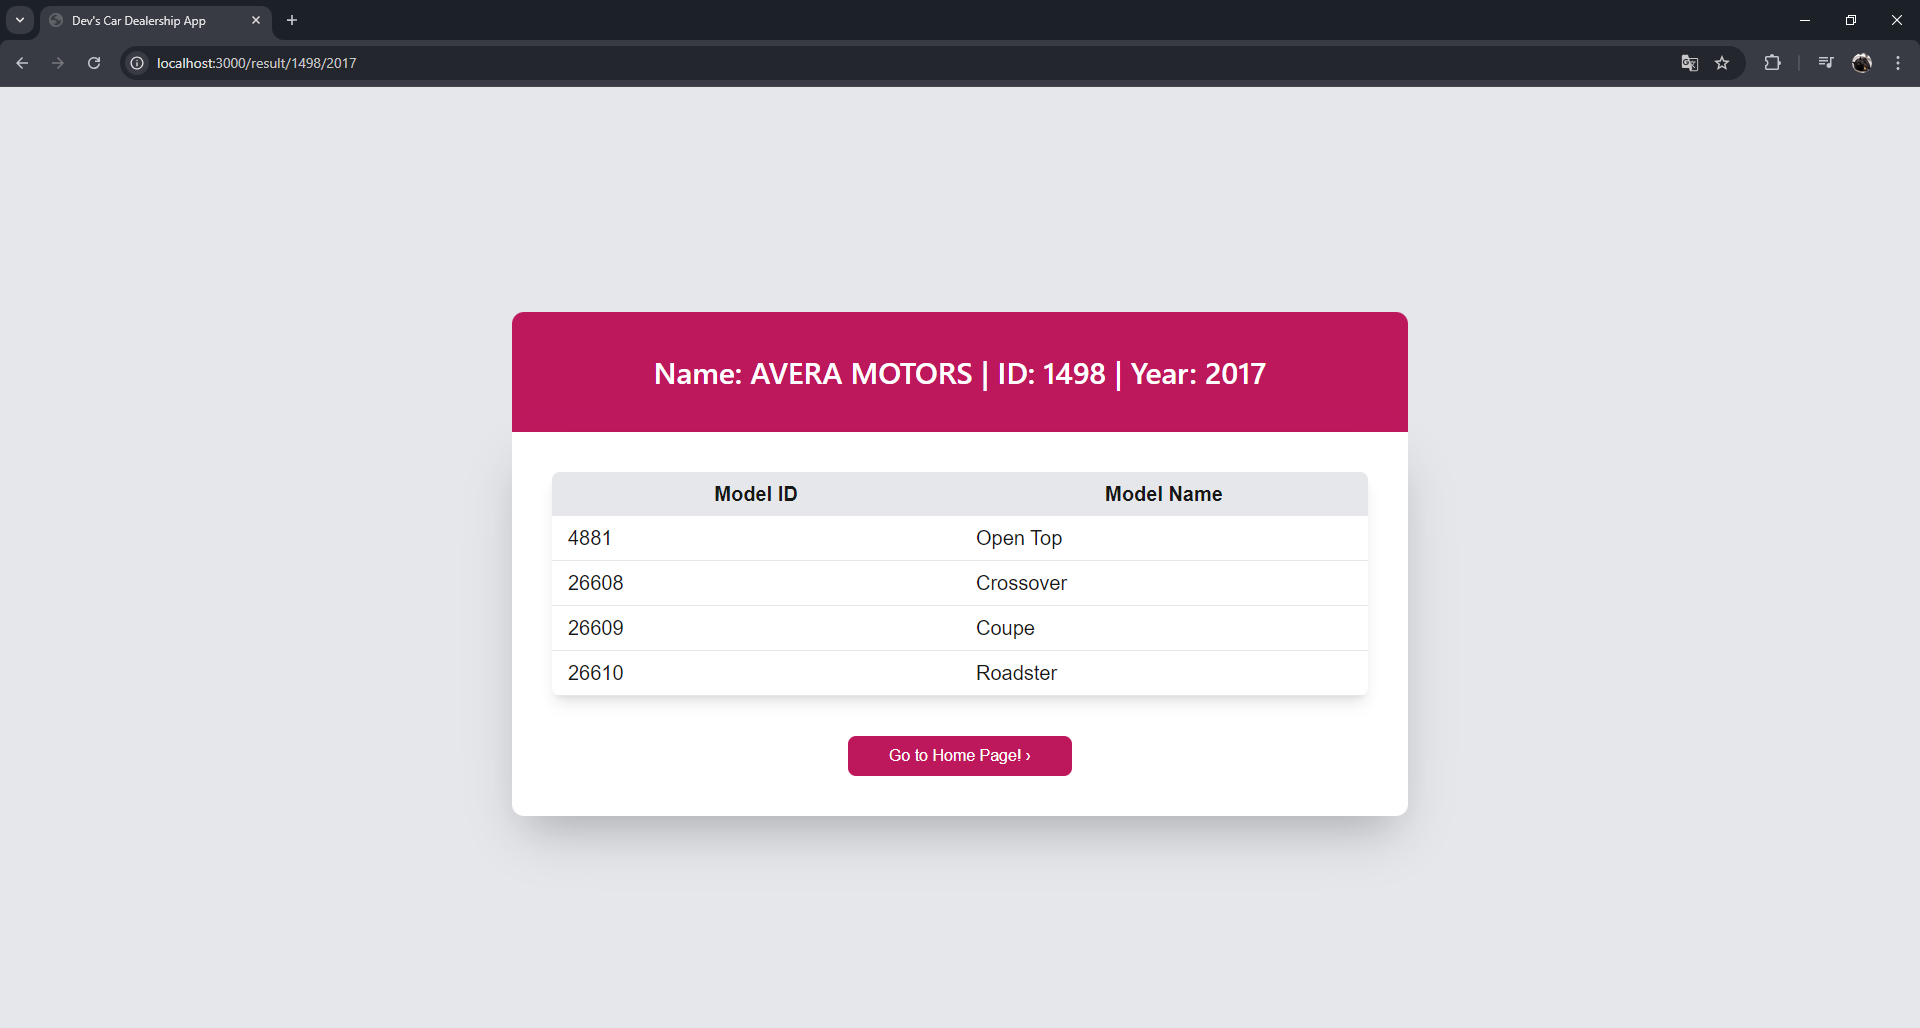 Dev's Car Dealership App
localhost:3000/result/1498/2017
Name: AVERA MOTORS | ID: 1498 | Year: 2017
Model ID Model Name
4881 Open Top
26608 Crossover
26609 Coupe
26610 Roadster
Go to Home Page! ›